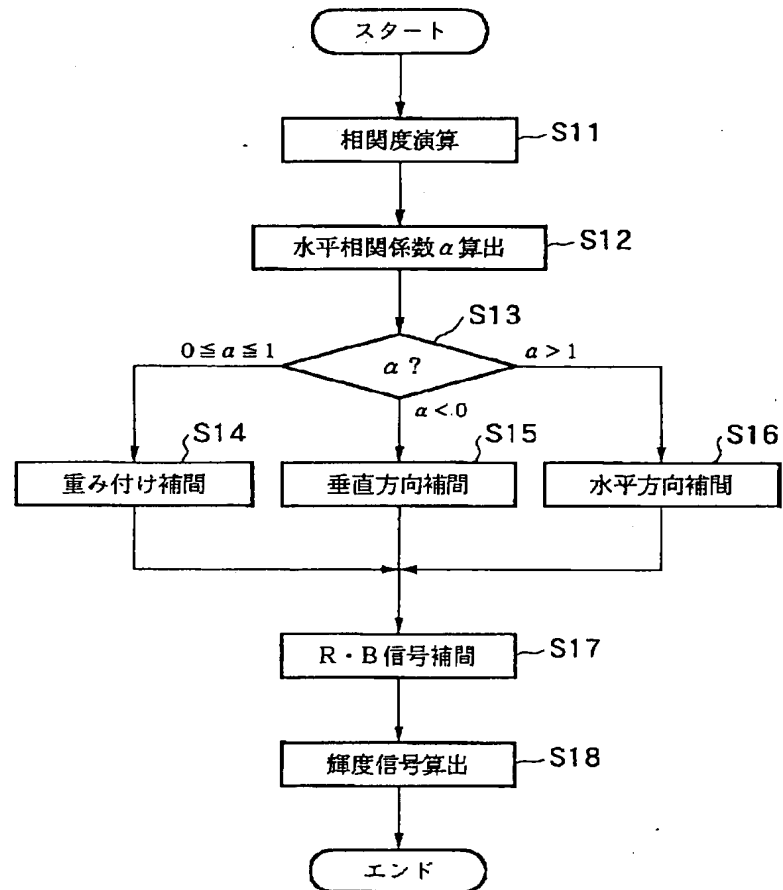 スタート
相関度演算
S11
水平相関係数α算出
S12
S13
α?
0≦α≦1
α>1
α<0
S14
重み付け補間
S15
垂直方向補間
S16
水平方向補間
R・B信号補間
S17
輝度信号算出
S18
エンド